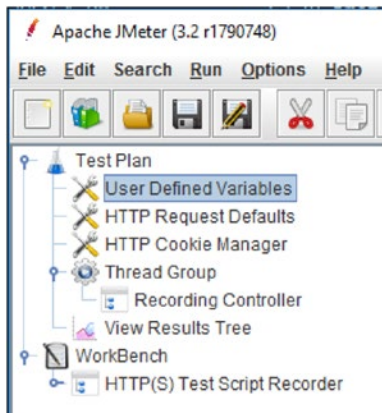 Apache JMeter (3.2 r1790748)
File Edit Search Run Options Help
Test Plan
User Defined Variables
HTTP Request Defaults
HTTP Cookie Manager
Thread Group
Recording Controller
View Results Tree
WorkBench
HTTP(S) Test Script Recorder